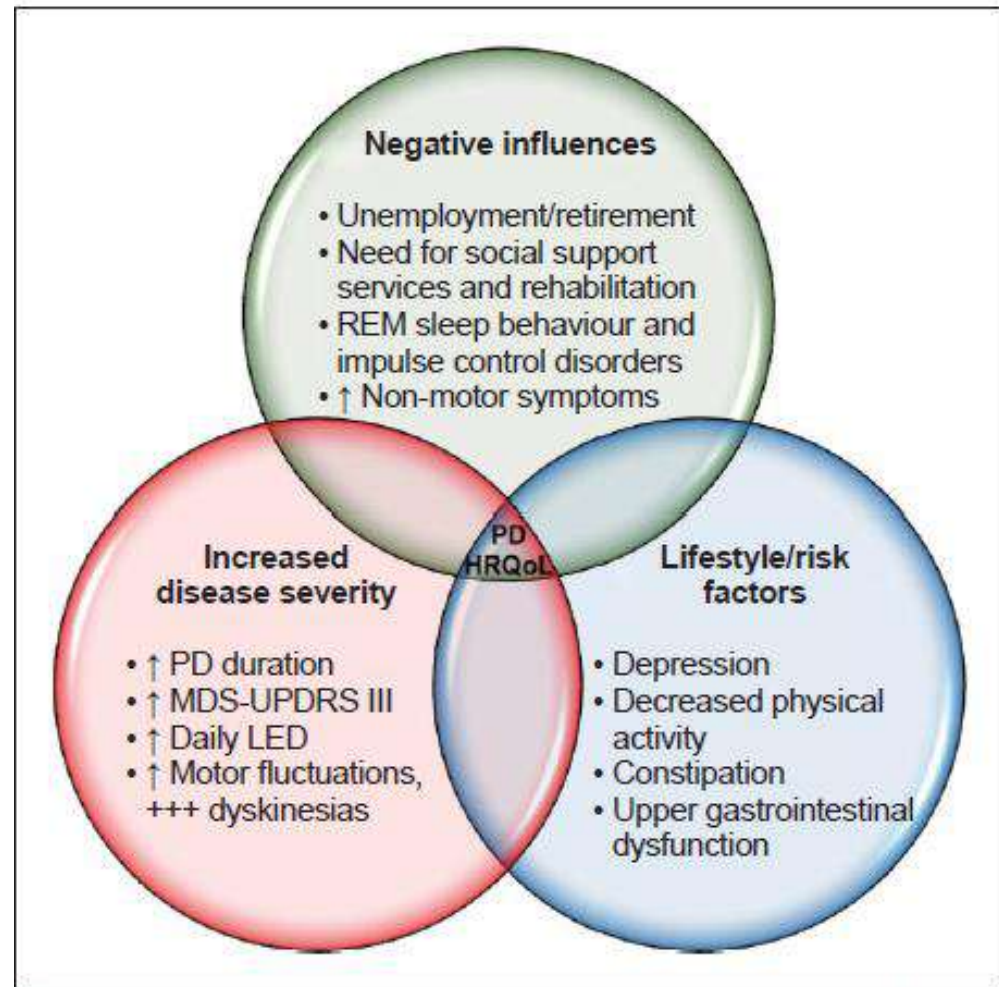 Negative influences
• Unemployment/retirement
• Need for social support
services and rehabilitation
• REM sleep behaviour and
impulse control disorders
• ↑ Non-motor symptoms
PD
HRQoL
Increased
disease severity
• ↑ PD duration
• ↑ MDS-UPDRS III
• ↑ Daily LED
• ↑ Motor fluctuations,
+++ dyskinesias
Lifestyle/risk
factors
• Depression
• Decreased physical
activity
• Constipation
• Upper gastrointestinal
dysfunction